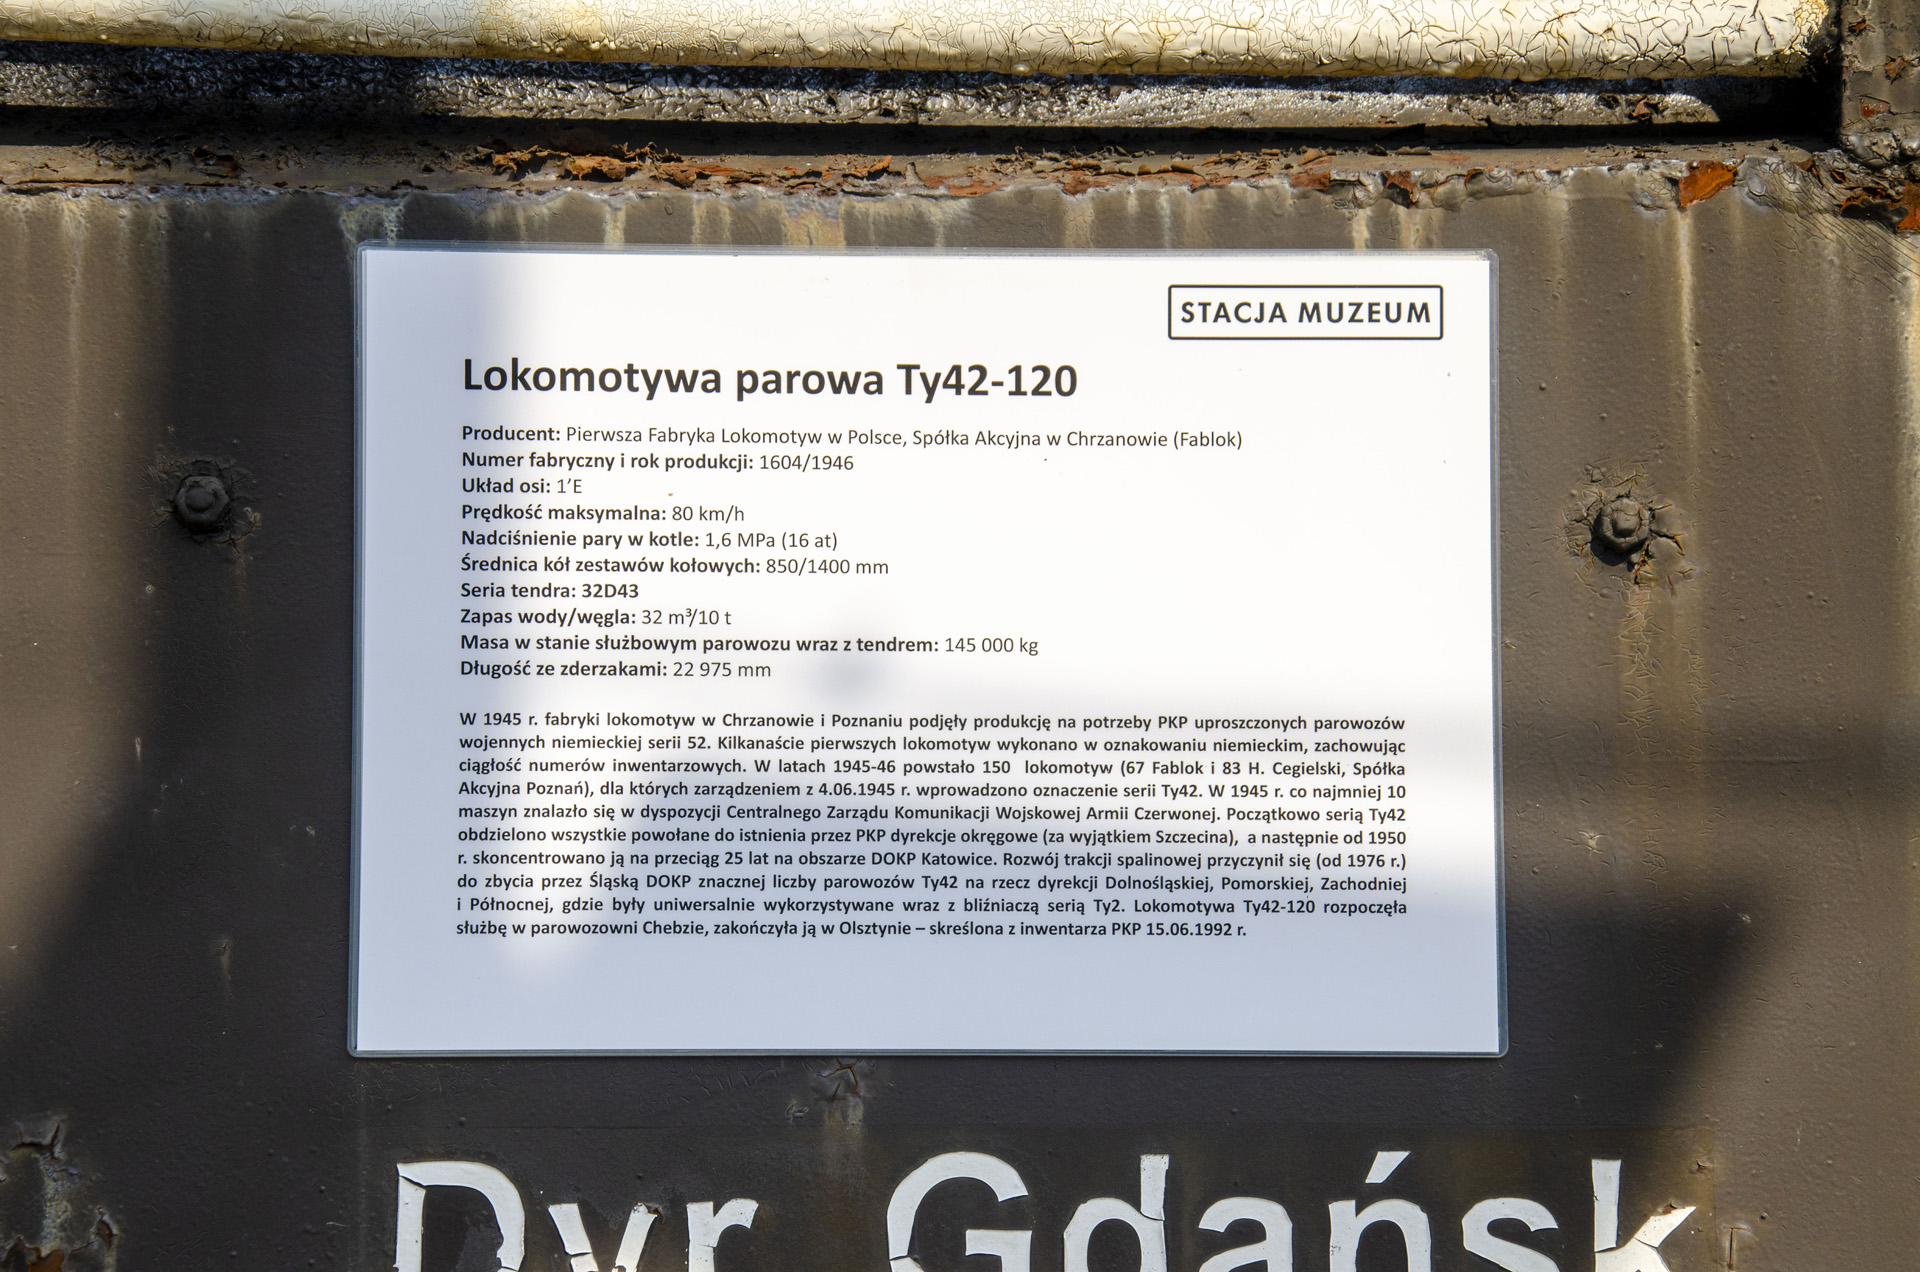 STACJA MUZEUM
Lokomotywa parowa Ty42-120
Producent: Pierwsza Fabryka Lokomotyw w Polsce, Spółka Akcyjna w Chrzanowie (Fablok)
Numer fabryczny i rok produkcji: 1604/1946
Układ osi: 1’E
Prędkość maksymalna: 80 km/h
Nadciśnienie pary w kotle: 1,6 MPa (16 at)
Średnica kół zestawów kołowych: 850/1400 mm
Seria tendra: 32D43
Zapas wody/węgla: 32 m³/10 t
Masa w stanie służbowym parowozu wraz z tendrem: 145 000 kg
Długość ze zderzakami: 22 975 mm
W 1945 r. fabryki lokomotyw w Chrzanowie i Poznaniu podjęły produkcję na potrzeby PKP uproszczonych parowozów
wojennych niemieckiej serii 52. Kilkanaście pierwszych lokomotyw wykonano w oznakowaniu niemieckim, zachowując
ciągłość numerów inwentarzowych. W latach 1945-46 powstało 150 lokomotyw (67 Fablok i 83 H. Cegielski, Spółka
Akcyjna Poznań), dla których zarządzeniem z 4.06.1945 r. wprowadzono oznaczenie serii Ty42. W 1945 r. co najmniej 10
maszyn znalazło się w dyspozycji Centralnego Zarządu Komunikacji Wojskowej Armii Czerwonej. Początkowo serią Ty42
obdzielono wszystkie powołane do istnienia przez PKP dyrekcje okręgowe (za wyjątkiem Szczecina), a następnie od 1950
r. skoncentrowano ją na przeciąg 25 lat na obszarze DOKP Katowice. Rozwój trakcji spalinowej przyczynił się (od 1976 r.)
do zbycia przez Śląską DOKP znacznej liczby parowozów Ty42 na rzecz dyrekcji Dolnośląskiej, Pomorskiej, Zachodniej
i Północnej, gdzie były uniwersalnie wykorzystywane wraz z bliźniaczą serią Ty2. Lokomotywa Ty42-120 rozpoczęła
służbę w parowozowni Chebzie, zakończyła ją w Olsztynie – skreślona z inwentarza PKP 15.06.1992 r.
Dyr Gdańsk